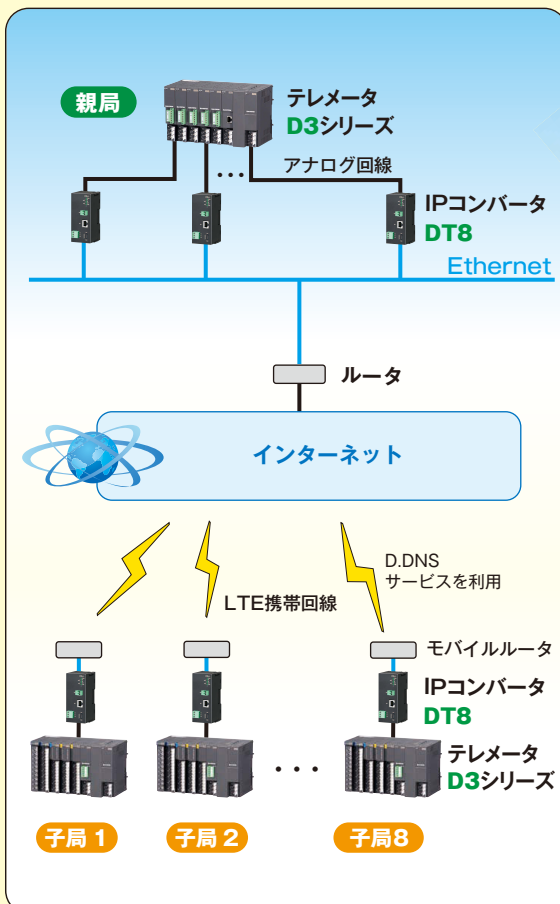 親局
テレメータ
D3シリーズ
アナログ回線
IPコンバータ
DT8
Ethernet
ルータ
インターネット
D.DNS
サービスを利用
LTE携帯回線
モバイルルータ
IPコンバータ
DT8
テレメータ
D3シリーズ
子局 1
子局 2
子局8